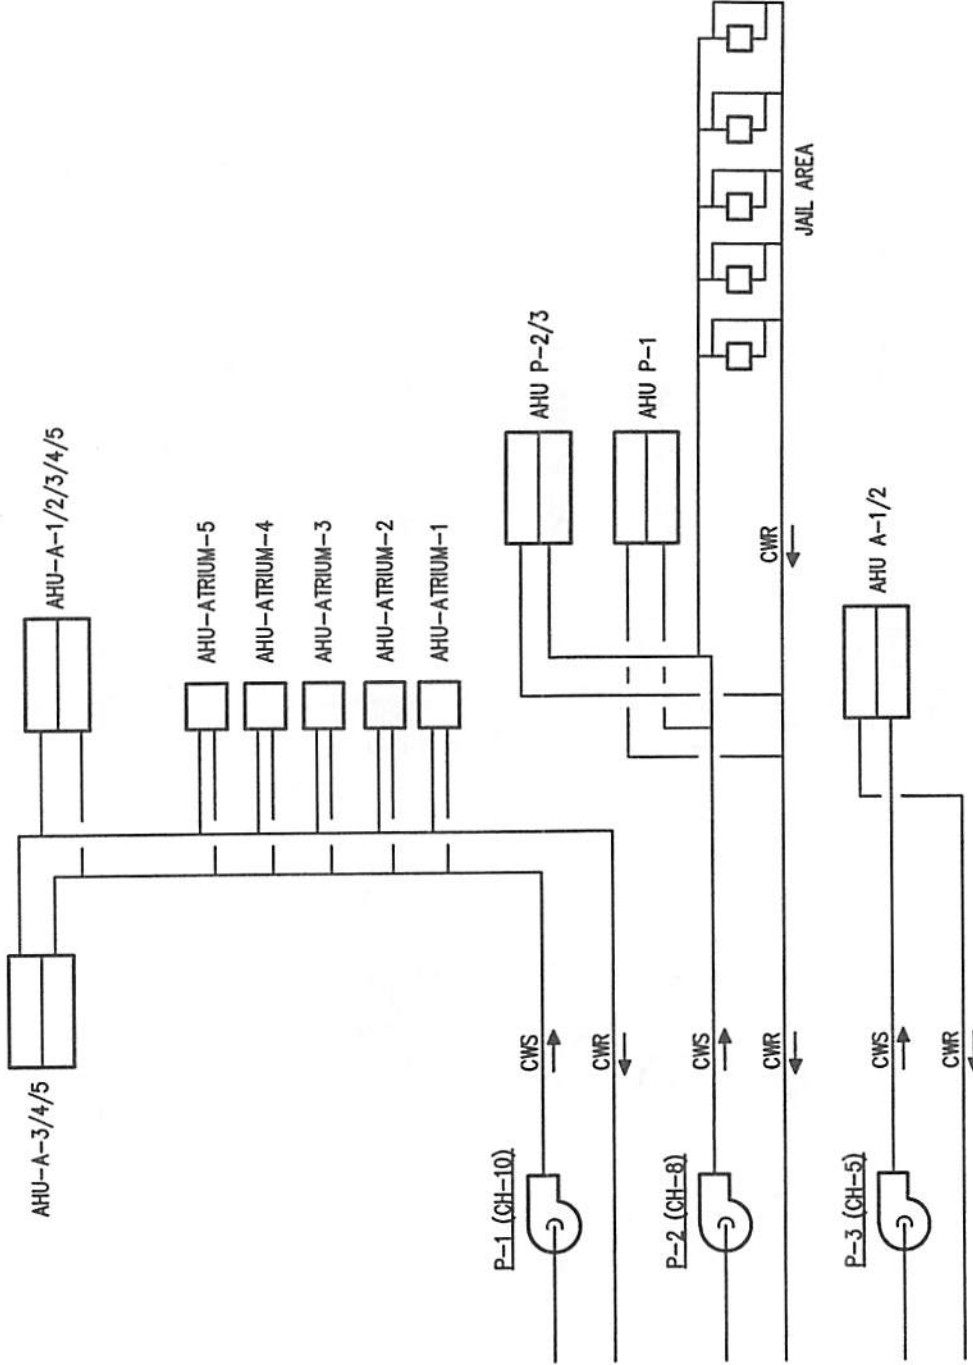 AHU-A-3/4/5
AHU-A-1/2/3/4/5
AHU-ATRIUM-5
AHU-ATRIUM-4
AHU-ATRIUM-3
AHU-ATRIUM-2
AHU-ATRIUM-1
P-1 (CH-10)
CWS
CWR
AHU P-2/3
AHU P-1
P-2 (CH-8)
CWS
CWR
CWR
JAIL AREA
P-3 (CH-5)
CWS
CWR
AHU A-1/2